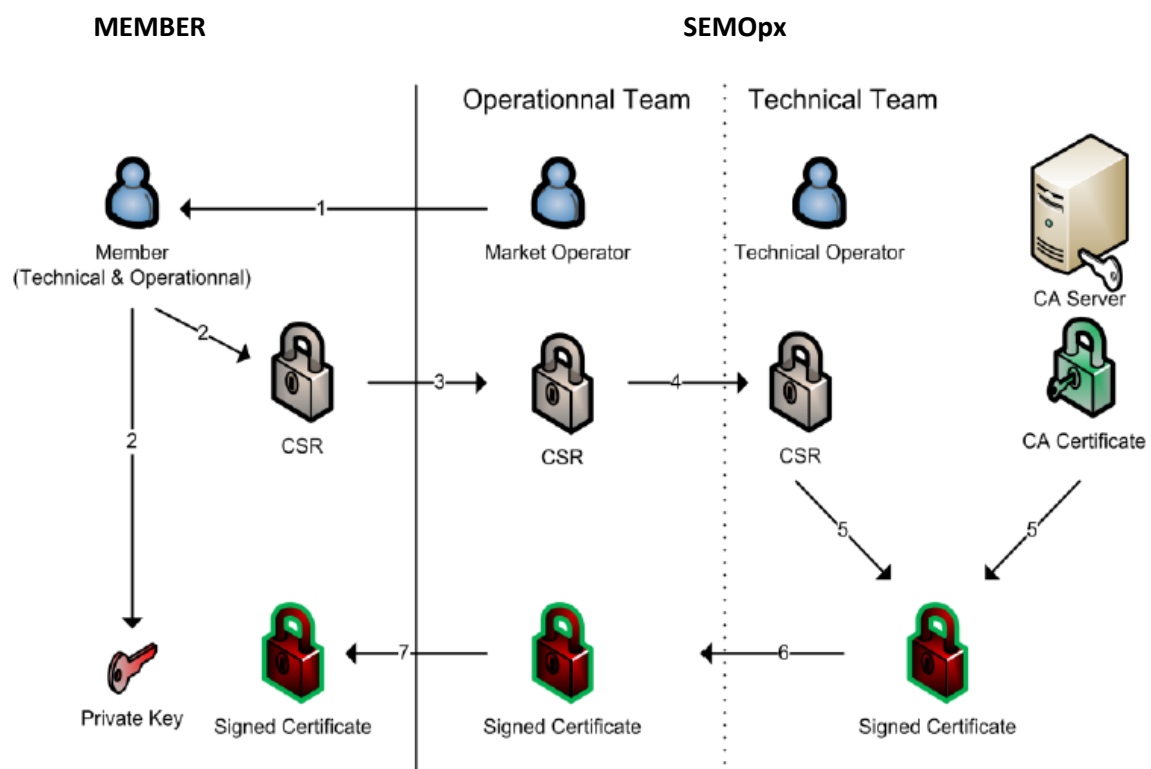 MEMBER
SEMOpx
Operationnal Team
Technical Team
1
Member
(Technical & Operationnal)
Market Operator
Technical Operator
CA Server
2
3
4
2
CSR
CSR
CSR
CA Certificate
5
5
7
6
Private Key
Signed Certificate
Signed Certificate
Signed Certificate